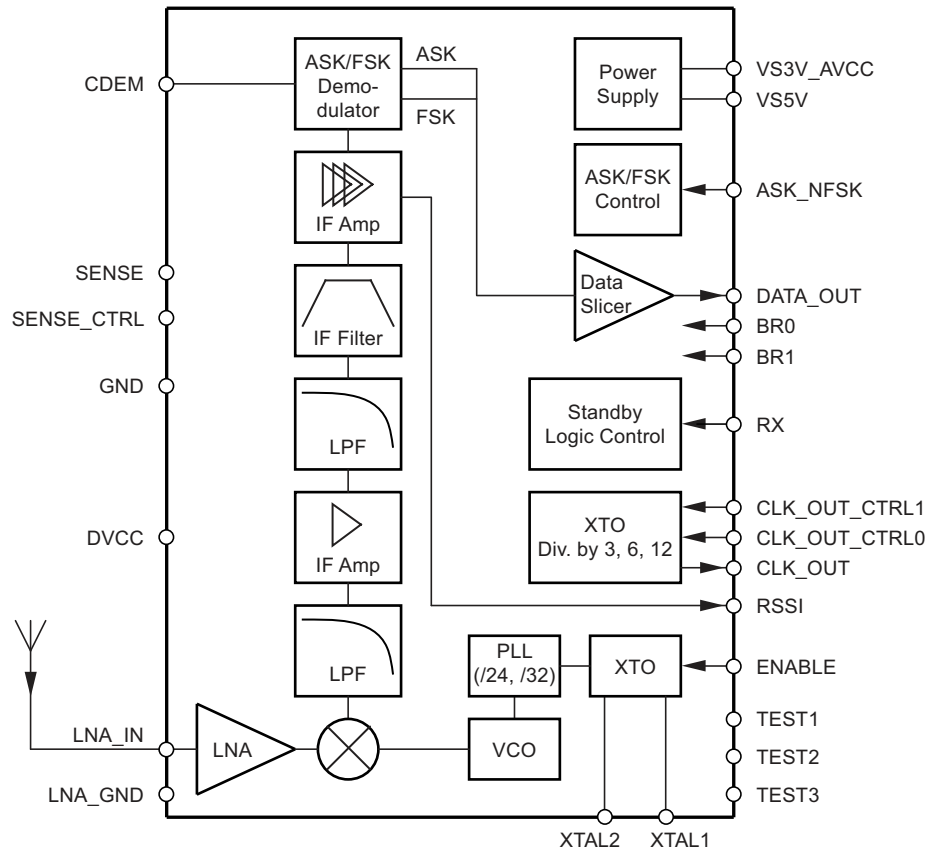 CDEM
SENSE
SENSE_CTRL
GND
DVCC
LNA_IN
LNA_GND
ASK/FSK
Demo-
dulator
ASK
FSK
IF Amp
IF Filter
LPF
IF Amp
LPF
LNA
VCO
PLL
(/24, /32)
XTO
Power
Supply
ASK/FSK
Control
Data
Slicer
Standby
Logic Control
XTO
Div. by 3, 6, 12
VS3V_AVCC
VS5V
ASK_NFSK
DATA_OUT
BR0
BR1
RX
CLK_OUT_CTRL1
CLK_OUT_CTRL0
CLK_OUT
RSSI
ENABLE
TEST1
TEST2
TEST3
XTAL2
XTAL1